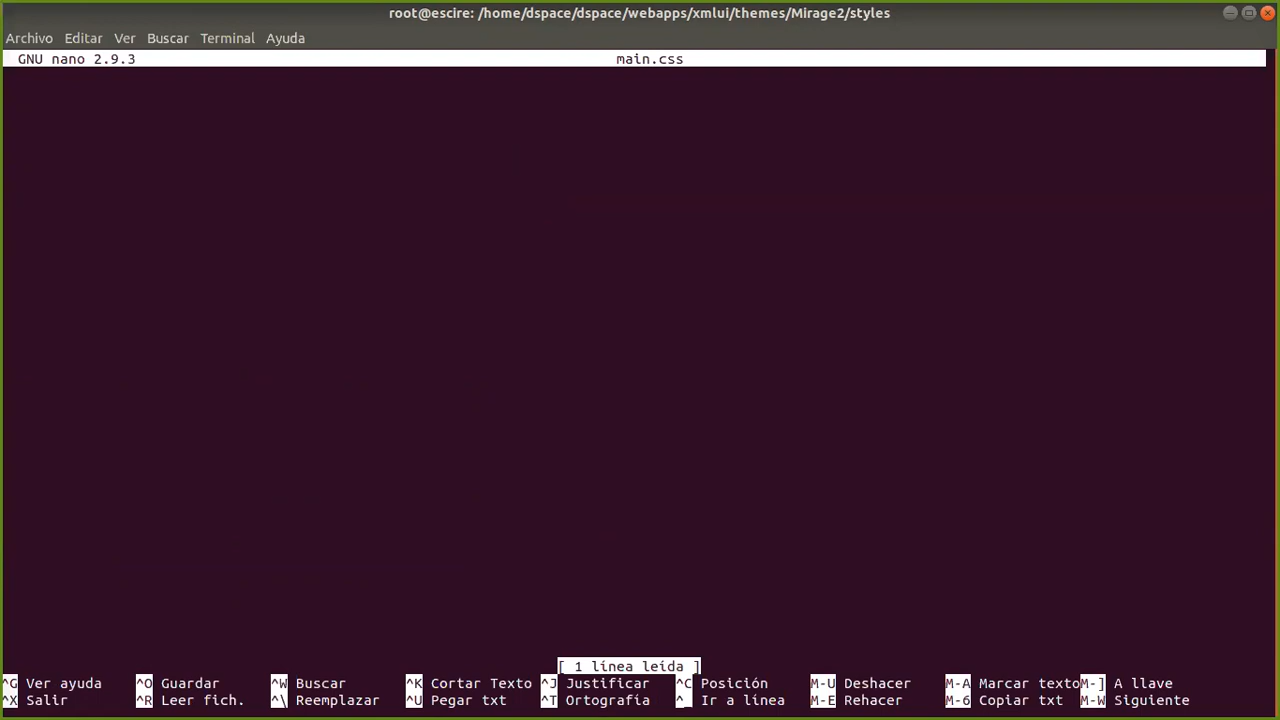 root@escire: /home/dspace/dspace/webapps/xmlui/themes/Mirage2/styles
Archivo Editar Ver Buscar Terminal Ayuda
GNU nano 2.9.3 main.css
[ 1 línea leída ]
^G Ver ayuda ^O Guardar ^W Buscar ^K Cortar Texto ^J Justificar ^C Posición M-U Deshacer M-A Marcar texto M-] A llave
^X Salir ^R Leer fich. ^\ Reemplazar ^U Pegar txt ^T Ortografía ^_ Ir a línea M-E Rehacer M-6 Copiar txt M-W Siguiente